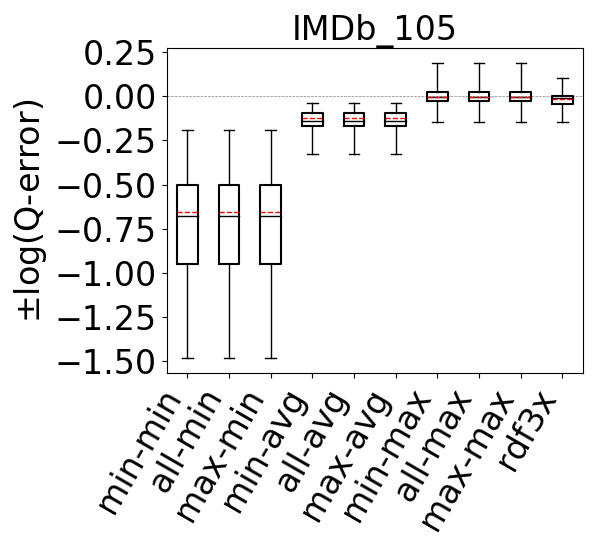 IMDb_105
±log(Q-error)
0.25
0.00
−0.25
−0.50
−0.75
−1.00
−1.25
−1.50
min-min
all-min
max-min
min-avg
all-avg
max-avg
min-max
all-max
max-max
rdf3x